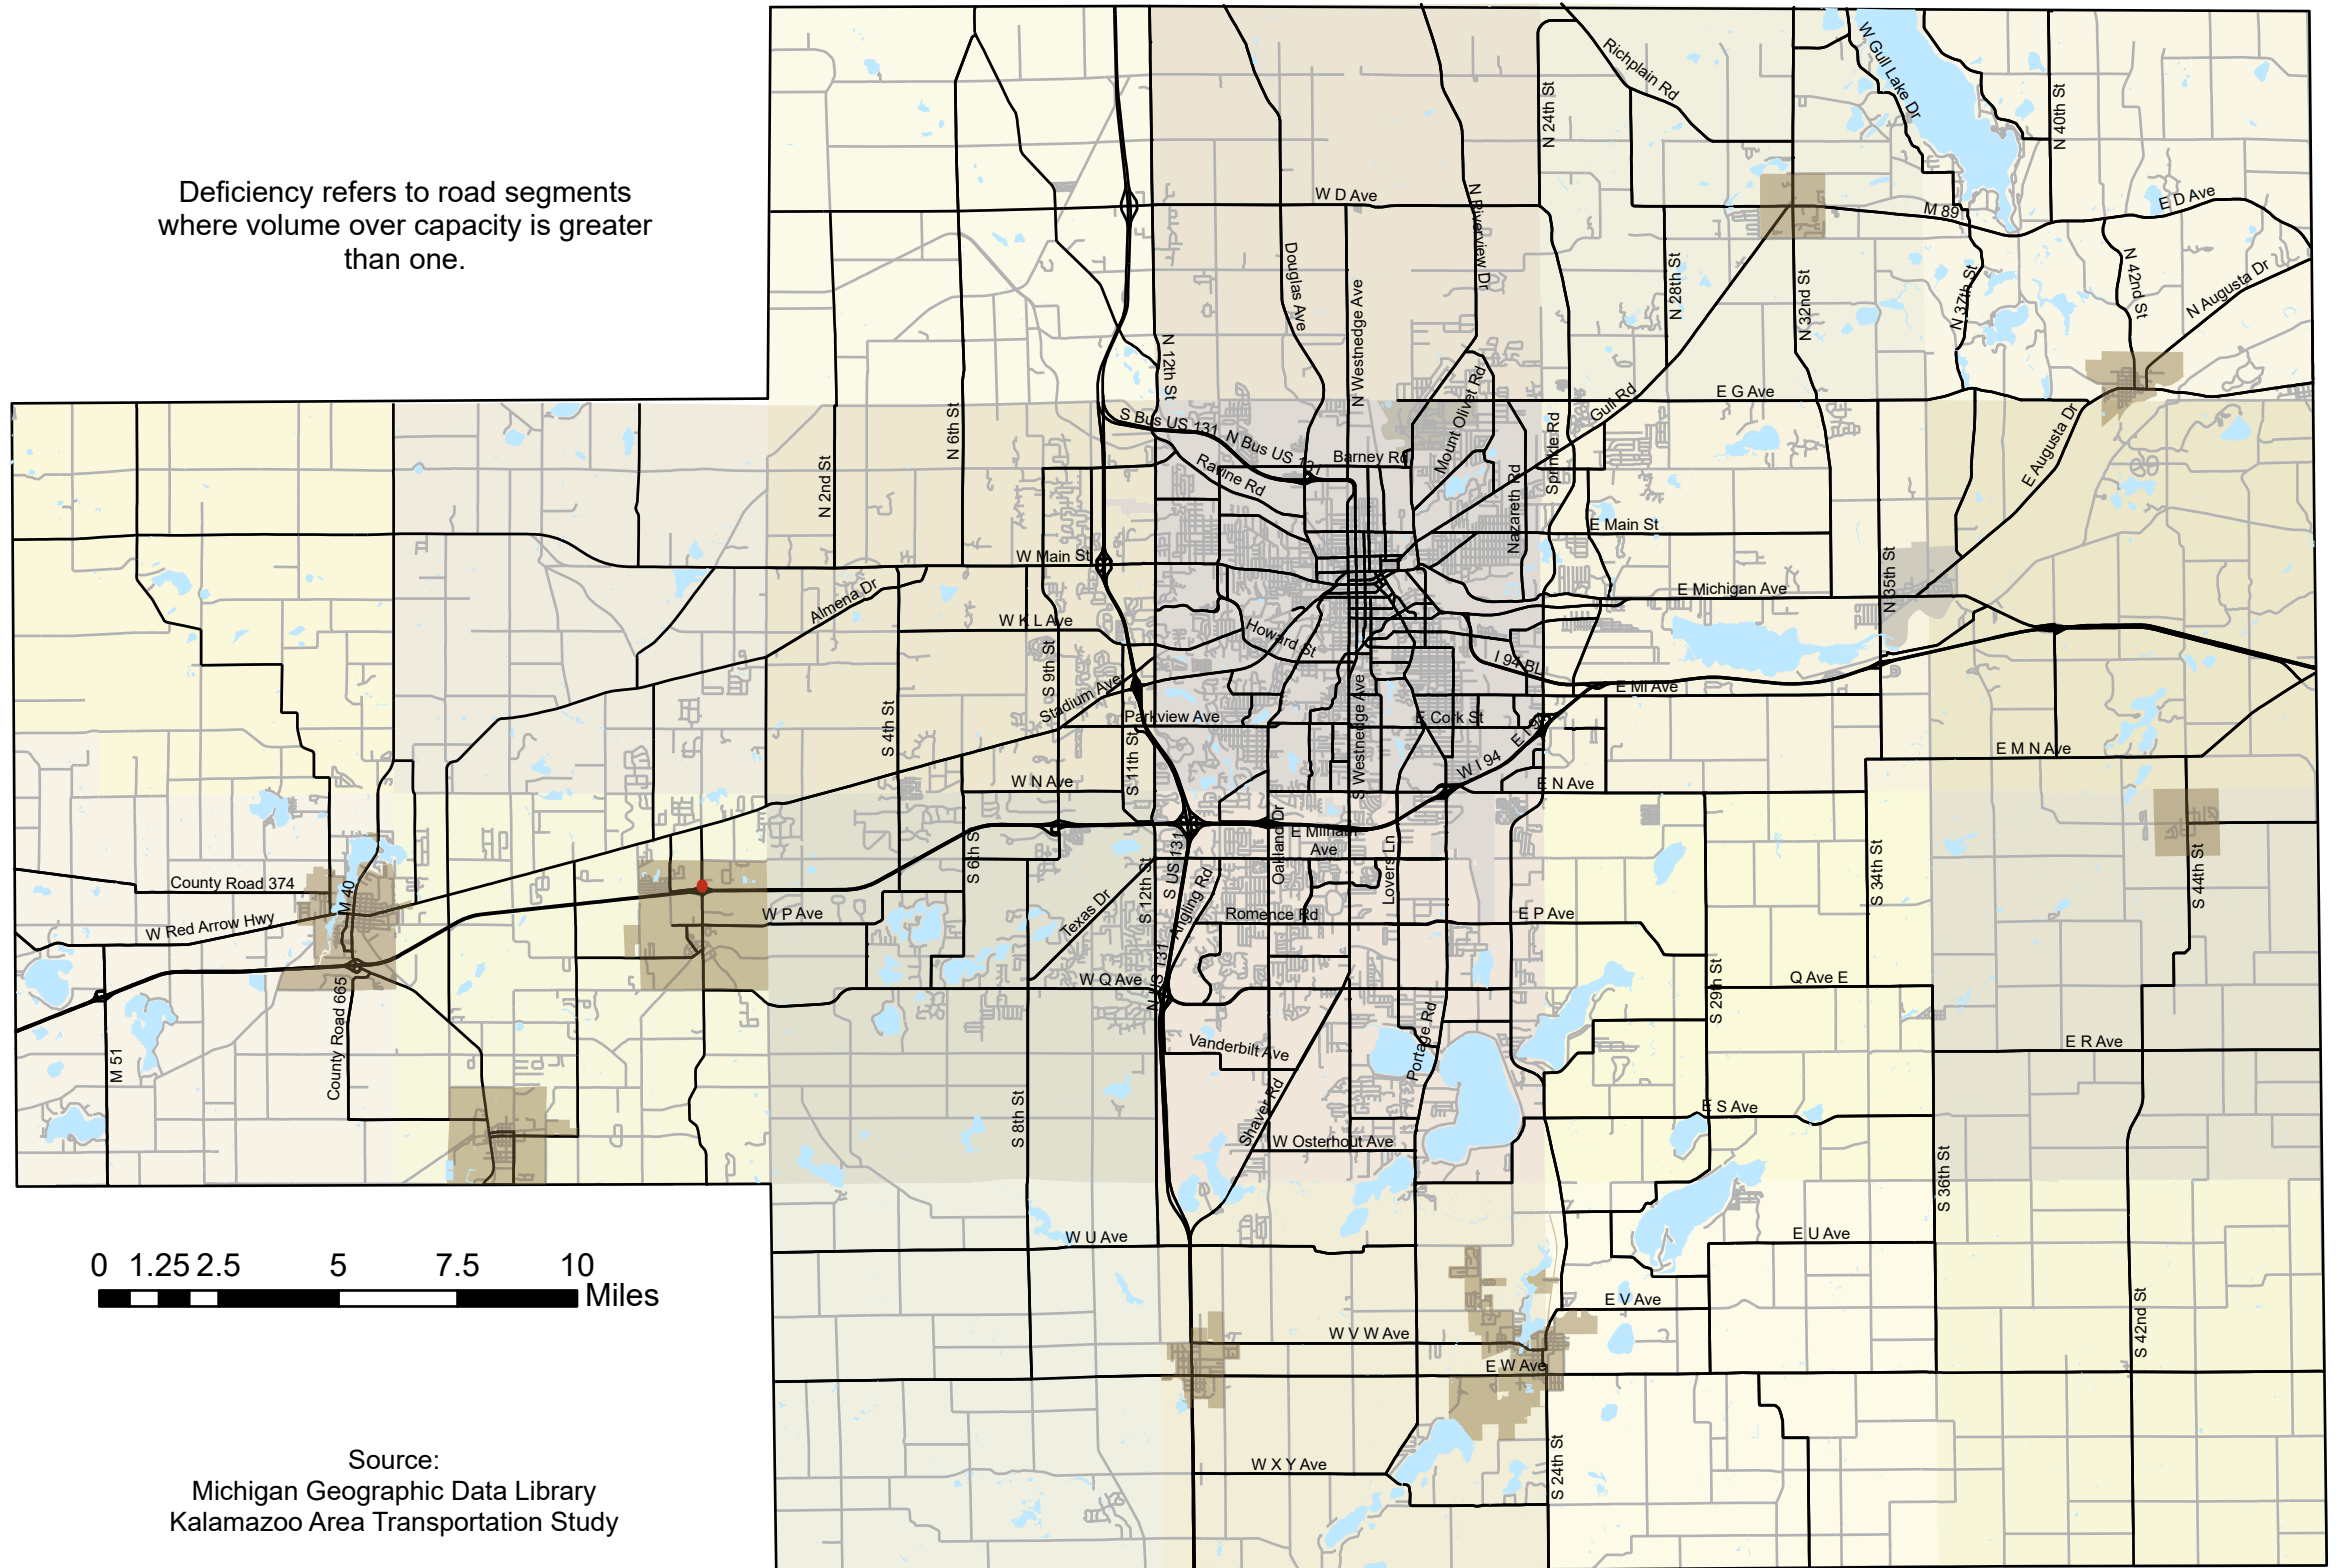 Deficiency refers to road segments
where volume over capacity is greater
than one.
Richplain Rd
W Gull Lake Dr
N 24th St
N 40th St
W D Ave
N Riverview Dr
M 89
E D Ave
Douglas Ave
N Westnedge Ave
N 28th St
N 32nd St
N 37th St
N 42nd St
N Augusta Dr
N 12th St
N 6th St
N 2nd St
S Bus US 131
N Bus US 131
Ravine Rd
Barney Rd
Mount Olivet Rd
Nazareth Rd
Sprinkle Rd
Gull Rd
E G Ave
E Augusta Dr
E Main St
W Main St
Almena Dr
W K L Ave
Howard St
E Michigan Ave
N 35th St
S 9th St
Stadium Ave
I 94 BL
E MI Ave
S 4th St
Parkview Ave
S Westnedge Ave
E Cork St
E I 94
W I 94
E M N Ave
S 11th St
W N Ave
E N Ave
E Milham
Ave
Oakland Dr
Lovers Ln
S 6th S
S US 131
S 12th St
S 34th St
S 44th St
County Road 374
M 40
W Red Arrow Hwy
W P Ave
Texas Dr
Angling Rd
Romence Rd
E P Ave
W Q Ave
N US 131
Q Ave E
S 29th St
County Road 665
M 51
Vanderbilt Ave
Portage Rd
E R Ave
S 8th St
Shaver Rd
W Osterhout Ave
E S Ave
S 36th St
W U Ave
E U Ave
0 1.25 2.5 5 7.5 10
Miles
E V Ave
W V W Ave
E W Ave
S 42nd St
S 24th St
W X Y Ave
Source:
Michigan Geographic Data Library
Kalamazoo Area Transportation Study